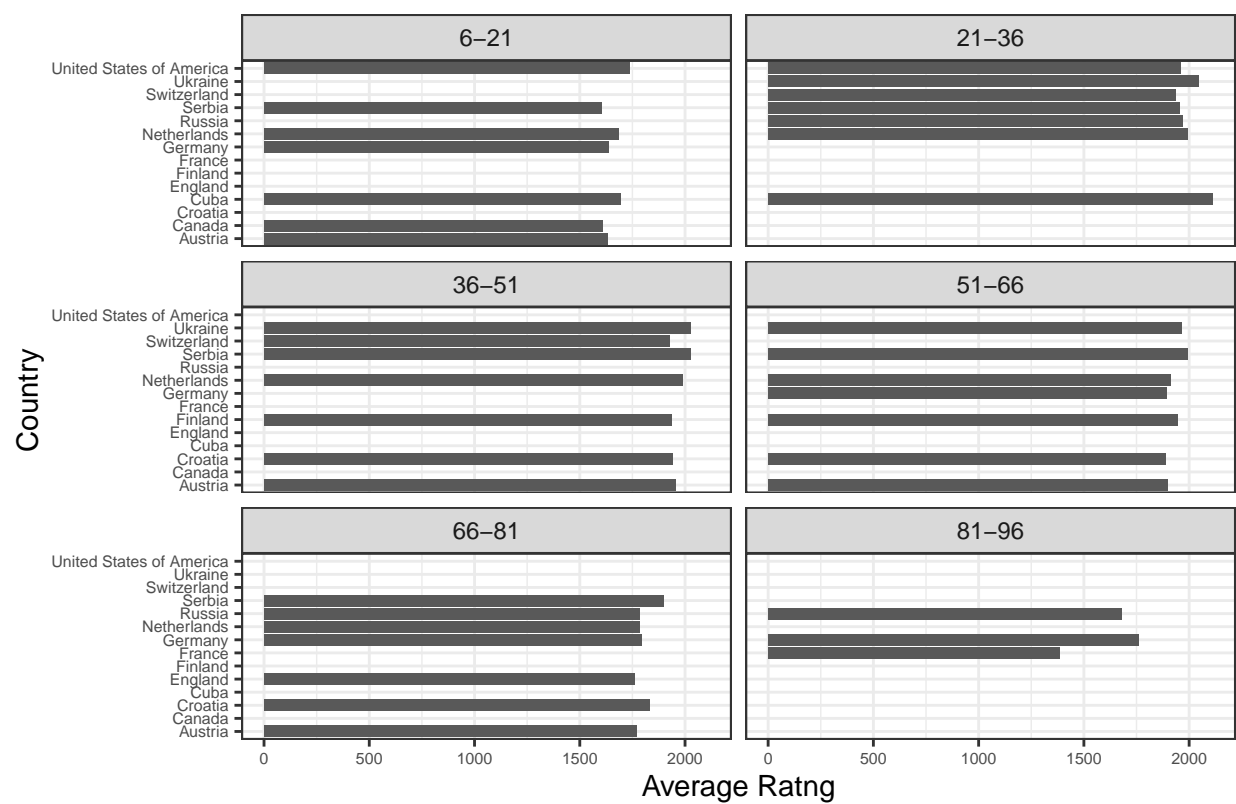 6−21
21−36
United States of America
Ukraine
Switzerland
Serbia
Russia
Netherlands
Germany
France
Finland
England
Cuba
Croatia
Canada
Austria
36−51
51−66
United States of America
Ukraine
Switzerland
Serbia
Russia
Netherlands
Germany
France
Finland
England
Cuba
Croatia
Canada
Austria
Country
66−81
81−96
United States of America
Ukraine
Switzerland
Serbia
Russia
Netherlands
Germany
France
Finland
England
Cuba
Croatia
Canada
Austria
0 500 1000 1500 2000
0 500 1000 1500 2000
Average Ratng